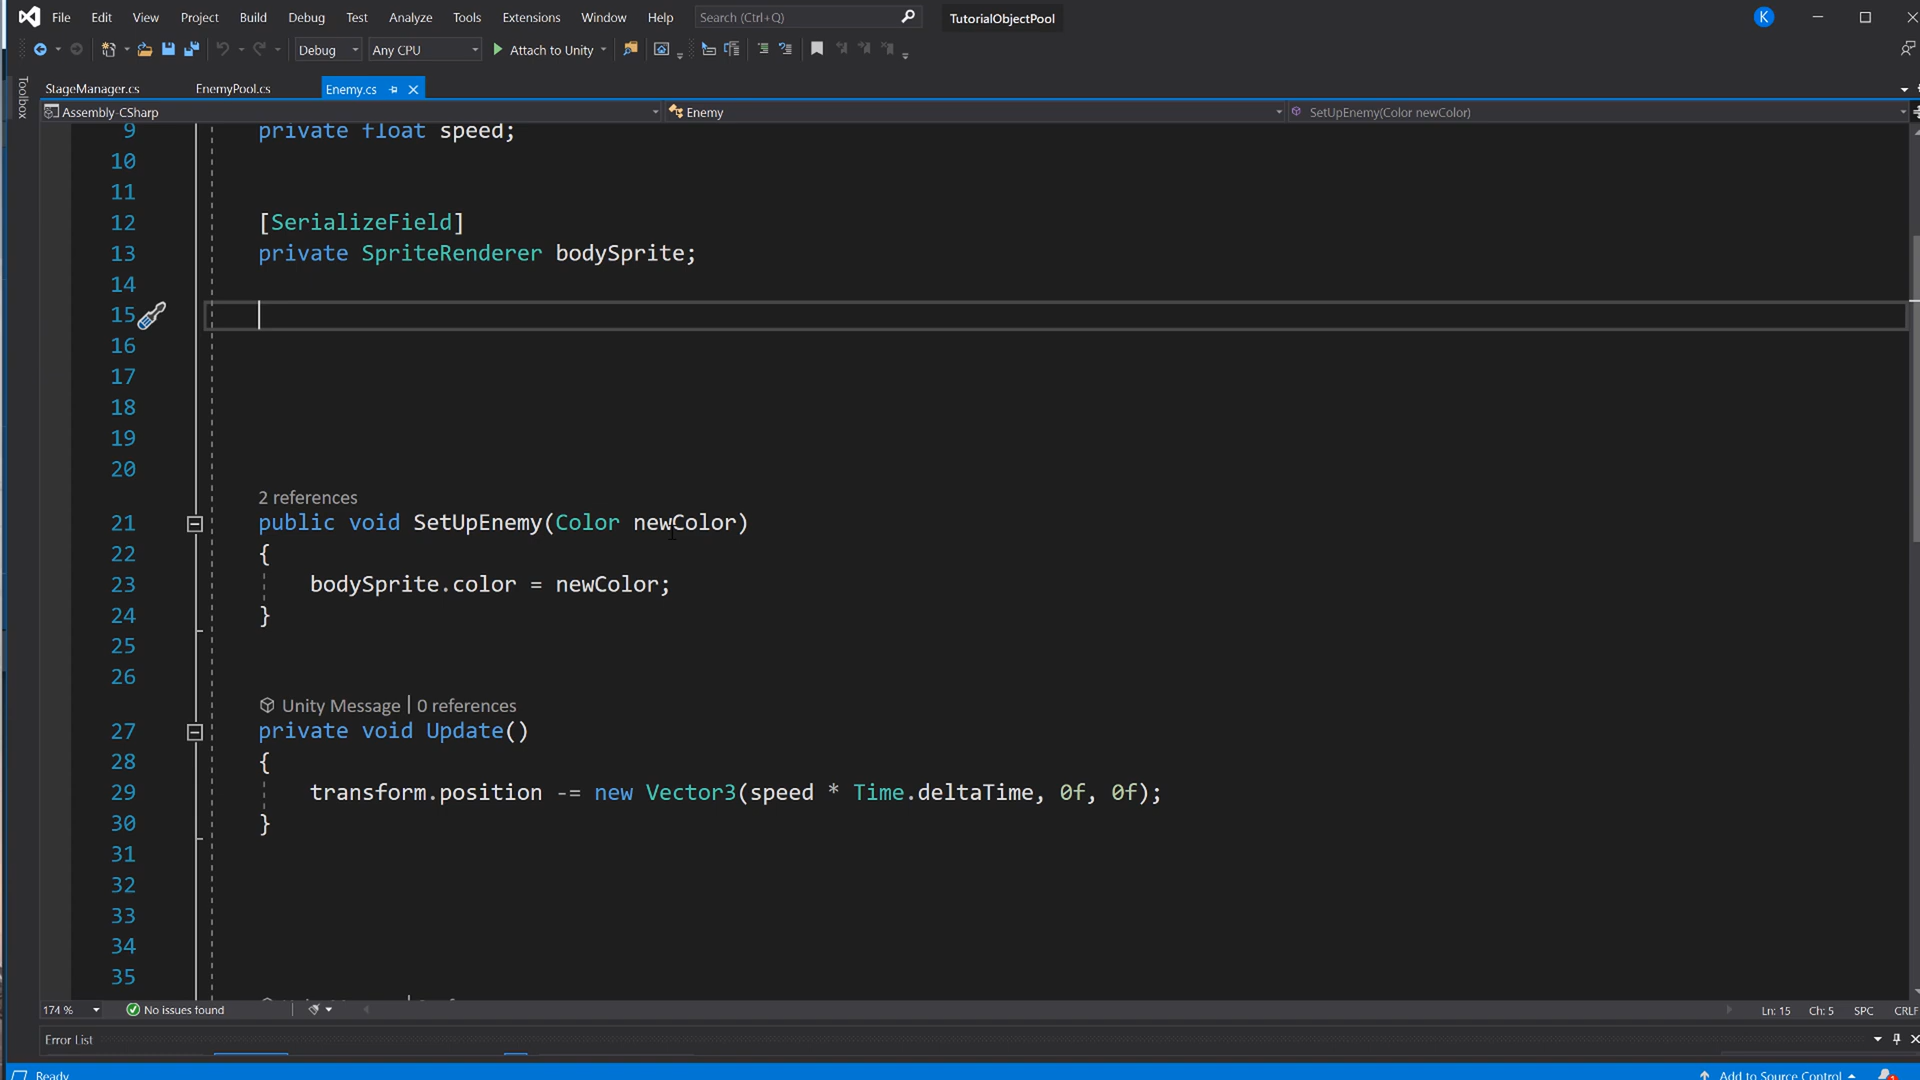 File Edit View Project Build Debug Test Analyze Tools Extensions Window Help Search (Ctrl+Q) TutorialObjectPool K
Debug Any CPU Attach to Unity
Toolbox
StageManager.cs EnemyPool.cs Enemy.cs
Assembly-CSharp Enemy SetUpEnemy(Color newColor)
9 private float speed;
10
11
12 [SerializeField]
13 private SpriteRenderer bodySprite;
14
15
16
17
18
19
20
2 references
21 public void SetUpEnemy(Color newColor)
22 {
23 bodySprite.color = newColor;
24 }
25
26
Unity Message | 0 references
27 private void Update()
28 {
29 transform.position -= new Vector3(speed * Time.deltaTime, 0f, 0f);
30 }
31
32
33
34
35
174 % No issues found Ln: 15 Ch: 5 SPC CRLF
Error List
Ready Add to Source Control